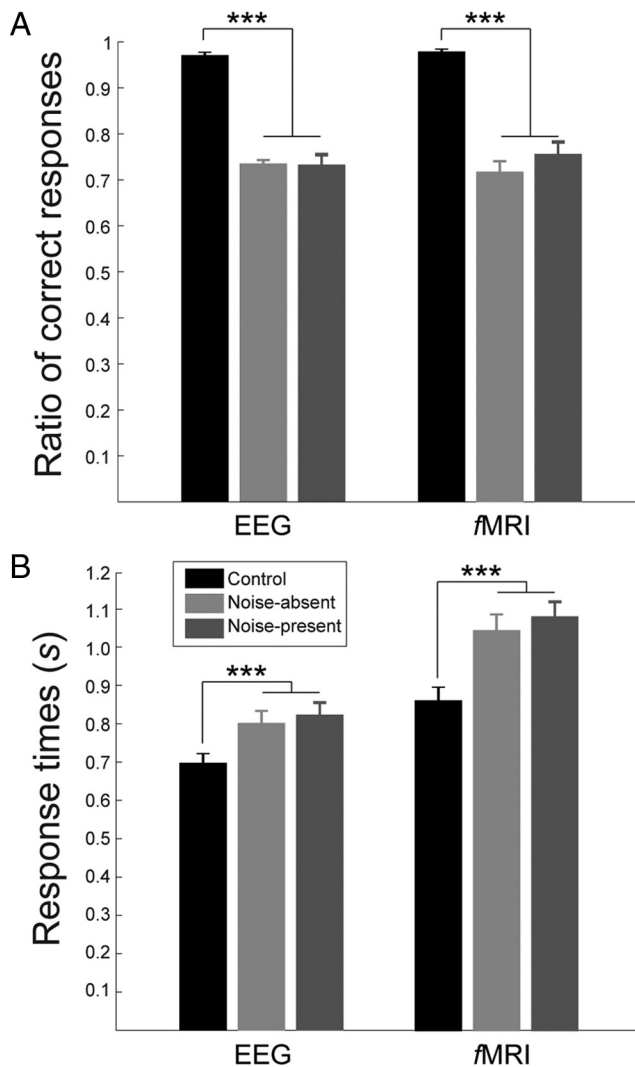 A
***
***
1
0.9
0.8
0.7
0.6
0.5
0.4
0.3
0.2
0.1
Ratio of correct responses
EEG
fMRI
B
Control
Noise-absent
Noise-present
***
***
1.2
1.1
1.0
0.9
0.8
0.7
0.6
0.5
0.4
0.3
0.2
0.1
Response times (s)
EEG
fMRI